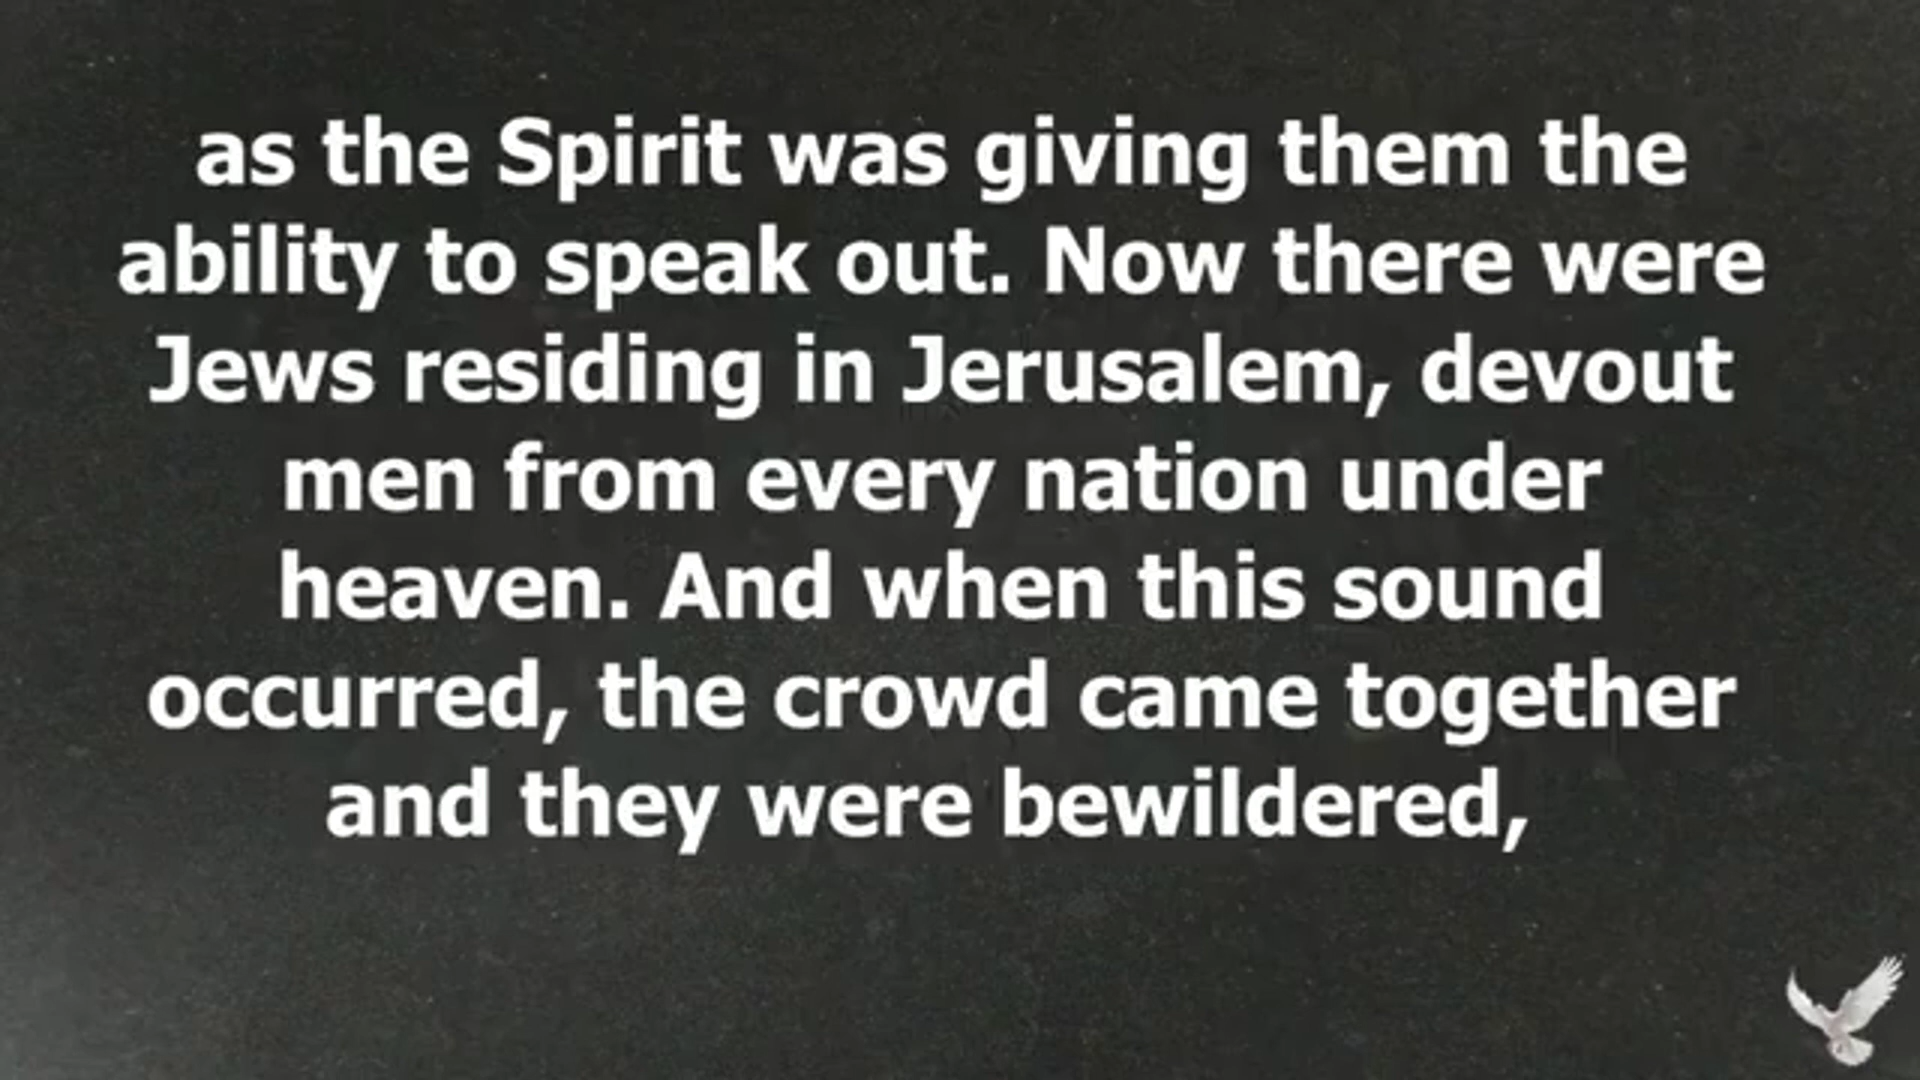 as the Spirit was giving them the
ability to speak out. Now there were
Jews residing in Jerusalem, devout
men from every nation under
heaven. And when this sound
occurred, the crowd came together
and they were bewildered,